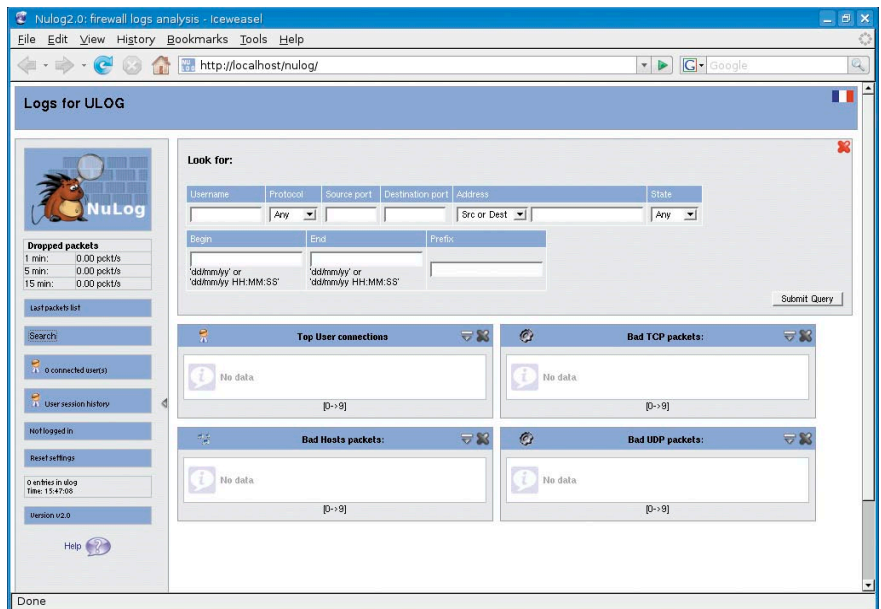 Nulog2.0: firewall logs analysis - Iceweasel
File Edit View History Bookmarks Tools Help
http://localhost/nulog/
G Google
Logs for ULOG
NuLog
Dropped packets
1 min: 0.00 pckt/s
5 min: 0.00 pckt/s
15 min: 0.00 pckt/s
Last packets list
Search
0 connected user(s)
User session history
Not logged in
Reset settings
0 entries in ulog
Time: 15:47:08
Version v2.0
Help
Look for:
Username Protocol Source port Destination port Address State
Any Src or Dest Any
Begin End Prefix
'dd/mm/yy' or 'dd/mm/yy' or
'dd/mm/yy HH:MM:SS' 'dd/mm/yy HH:MM:SS'
Submit Query
Top User connections
No data
[0->9]
Bad TCP packets:
No data
[0->9]
Bad Hosts packets:
No data
[0->9]
Bad UDP packets:
No data
[0->9]
Done